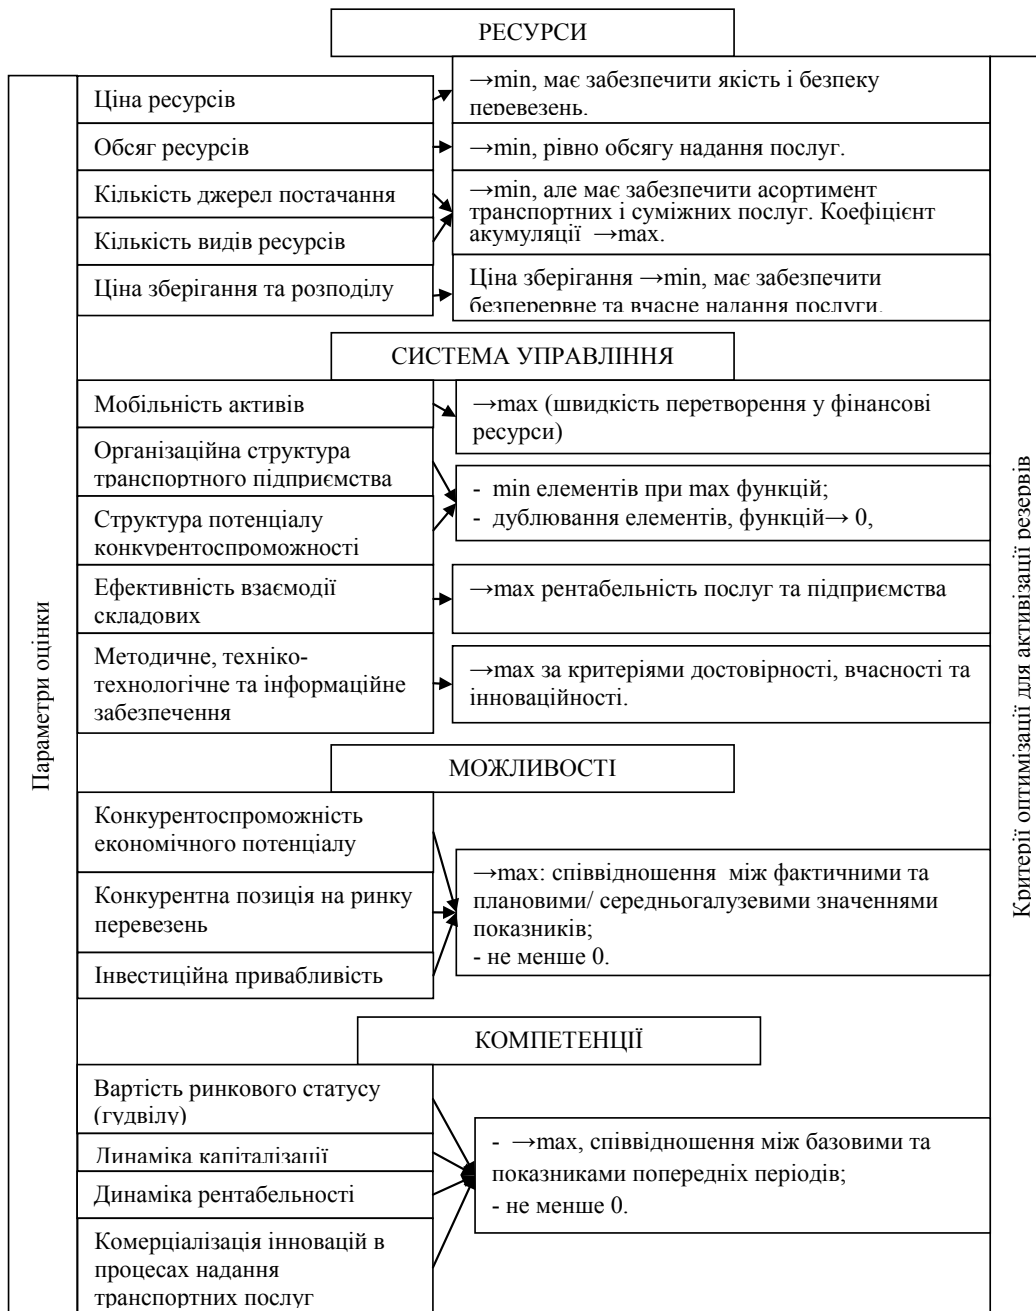 РЕСУРСИ
Параметри оцінки
Критерії оптимізації для активізації резервів
Ціна ресурсів
→min, має забезпечити якість і безпеку
перевезень.
Обсяг ресурсів
→min, рівно обсягу надання послуг.
Кількість джерел постачання
Кількість видів ресурсів
→min, але має забезпечити асортимент
транспортних і суміжних послуг. Коефіцієнт
акумуляції →max.
Ціна зберігання та розподілу
Ціна зберігання →min, має забезпечити
безперервне та вчасне надання послуги.
СИСТЕМА УПРАВЛІННЯ
Мобільність активів
→max (швидкість перетворення у фінансові
ресурси)
Організаційна структура
транспортного підприємства
Структура потенціалу
конкурентоспроможності
- min елементів при max функцій;
- дублювання елементів, функцій→ 0,
Ефективність взаємодії
складових
→max рентабельність послуг та підприємства
Методичне, техніко-
технологічне та інформаційне
забезпечення
→max за критеріями достовірності, вчасності та
інноваційності.
МОЖЛИВОСТІ
Конкурентоспроможність
економічного потенціалу
Конкурентна позиція на ринку
перевезень
Інвестиційна привабливість
→max: співвідношення між фактичними та
плановими/ середньогалузевими значеннями
показників;
- не менше 0.
КОМПЕТЕНЦІЇ
Вартість ринкового статусу
(гудвілу)
Динаміка капіталізації
Динаміка рентабельності
Комерціалізація інновацій в
процесах надання
транспортних послуг
- →max, співвідношення між базовими та
показниками попередніх періодів;
- не менше 0.